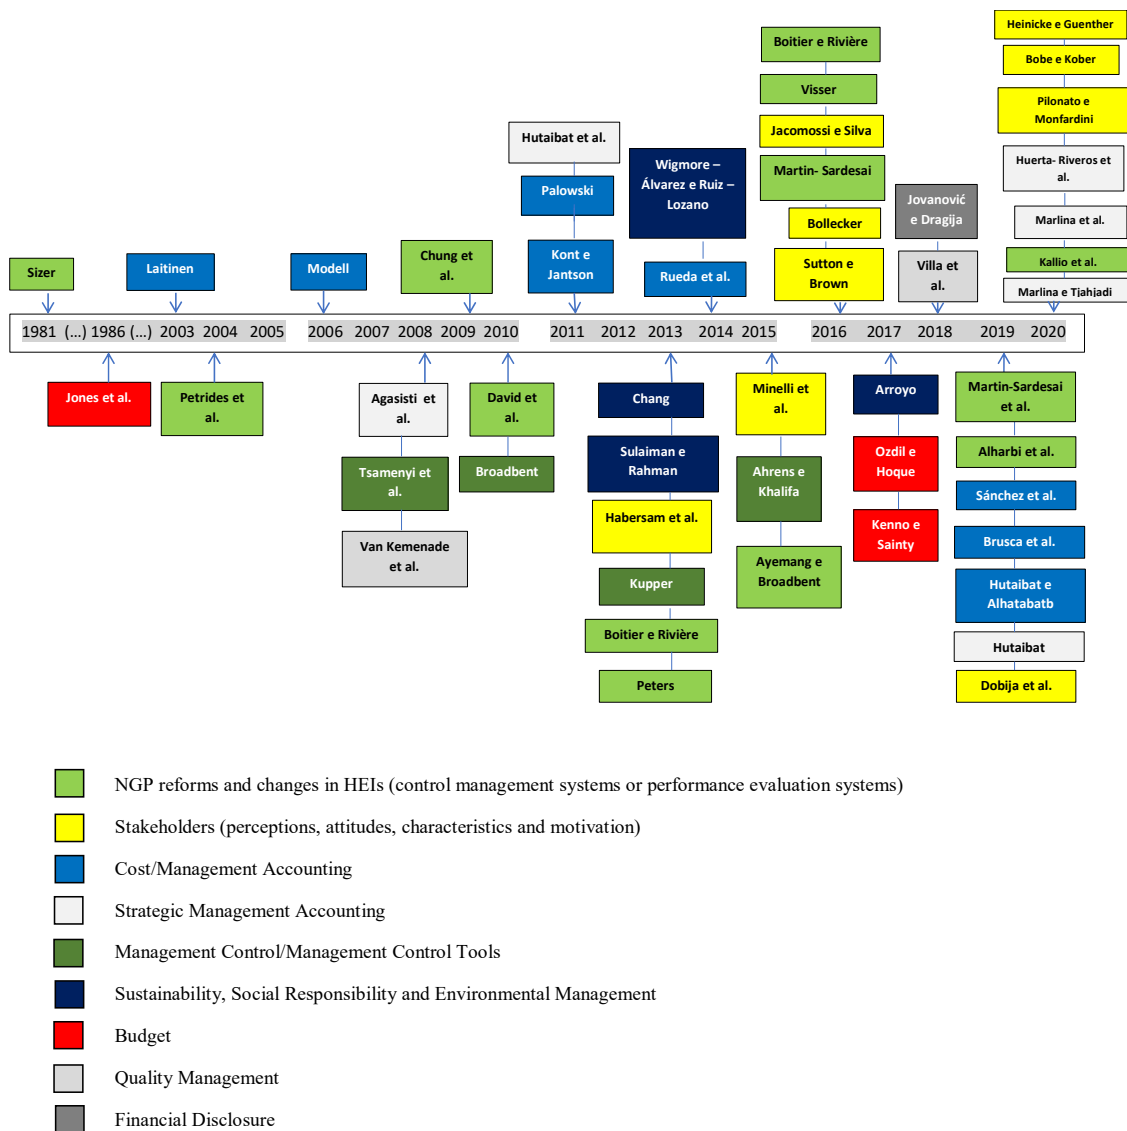 Heinicke e Guenther
Bobe e Kober
Pilonato e
Monfardini
Huerta- Riveros et
al.
Marlina et al.
Kallio et al.
Marlina e Tjahjadi
Boitier e Rivière
Visser
Jacomossi e Silva
Martin- Sardesai
Bollecker
Sutton e
Brown
Jovanović
e Dragija
Villa et
al.
Wigmore –
Álvarez e Ruiz –
Lozano
Rueda et al.
Hutaibat et al.
Palowski
Kont e
Jantson
Chung et
al.
Modell
Laitinen
Sizer
1981 (...) 1986 (...) 2003 2004 2005 2006 2007 2008 2009 2010 2011 2012 2013 2014 2015 2016 2017 2018 2019 2020
Jones et al.
Petrides et
al.
Agasisti et
al.
Tsamenyi et
al.
Van Kemenade
et al.
David et
al.
Broadbent
Chang
Sulaiman e
Rahman
Habersam et al.
Kupper
Boitier e Rivière
Peters
Minelli et
al.
Ahrens e
Khalifa
Ayemang e
Broadbent
Arroyo
Ozdil e
Hoque
Kenno e
Sainty
Martin-Sardesai
et al.
Alharbi et al.
Sánchez et al.
Brusca et al.
Hutaibat e
Alhatabatb
Hutaibat
Dobija et al.
NGP reforms and changes in HEIs (control management systems or performance evaluation systems)
Stakeholders (perceptions, attitudes, characteristics and motivation)
Cost/Management Accounting
Strategic Management Accounting
Management Control/Management Control Tools
Sustainability, Social Responsibility and Environmental Management
Budget
Quality Management
Financial Disclosure